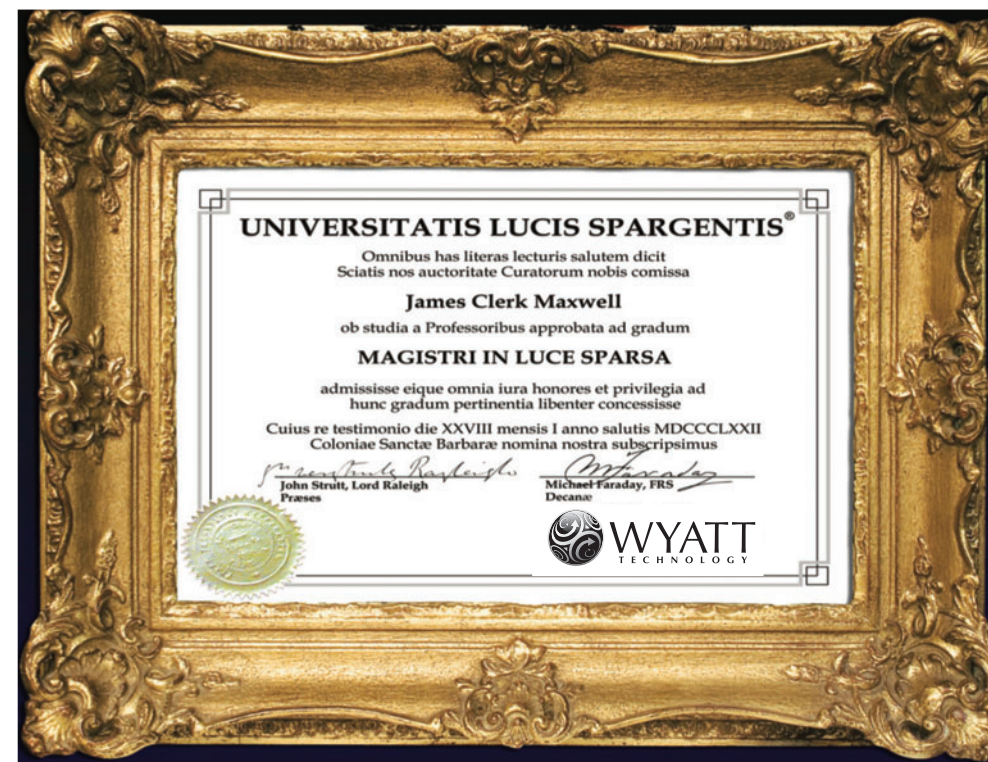 UNIVERSITATIS LUCIS SPARGENTIS®
Omnibus has literas lecturis salutem dicit
Sciatis nos auctoritate Curatorum nobis comissa
James Clerk Maxwell
ob studia a Professoribus approbata ad gradum
MAGISTRI IN LUCE SPARSA
admississe eique omnia iura honores et privilegia ad
hunc gradum pertinentia libenter concessisse
Cuius re testimonio die XXVIII mensis I anno salutis MDCCCLXXII
Coloniae Sanctæ Barbaræ nomina nostra subscripsimus
Rayleigh
MFaraday
John Strutt, Lord Raleigh
Præses
Michael Faraday, FRS
Decanæ
WYATT
TECHNOLOGY